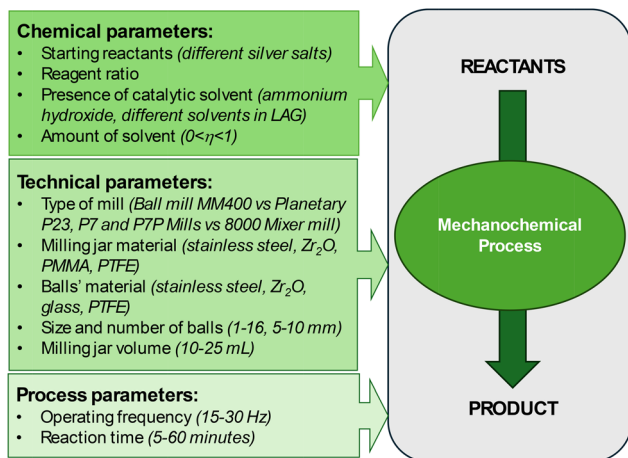 Chemical parameters:
• Starting reactants (different silver salts)
• Reagent ratio
• Presence of catalytic solvent (ammonium
hydroxide, different solvents in LAG)
• Amount of solvent (0<η<1)
Technical parameters:
• Type of mill (Ball mill MM400 vs Planetary
P23, P7 and P7P Mills vs 8000 Mixer mill)
• Milling jar material (stainless steel, Zr₂O,
PMMA, PTFE)
• Balls' material (stainless steel, Zr₂O,
glass, PTFE)
• Size and number of balls (1-16, 5-10 mm)
• Milling jar volume (10-25 mL)
Process parameters:
• Operating frequency (15-30 Hz)
• Reaction time (5-60 minutes)
REACTANTS
Mechanochemical
Process
PRODUCT